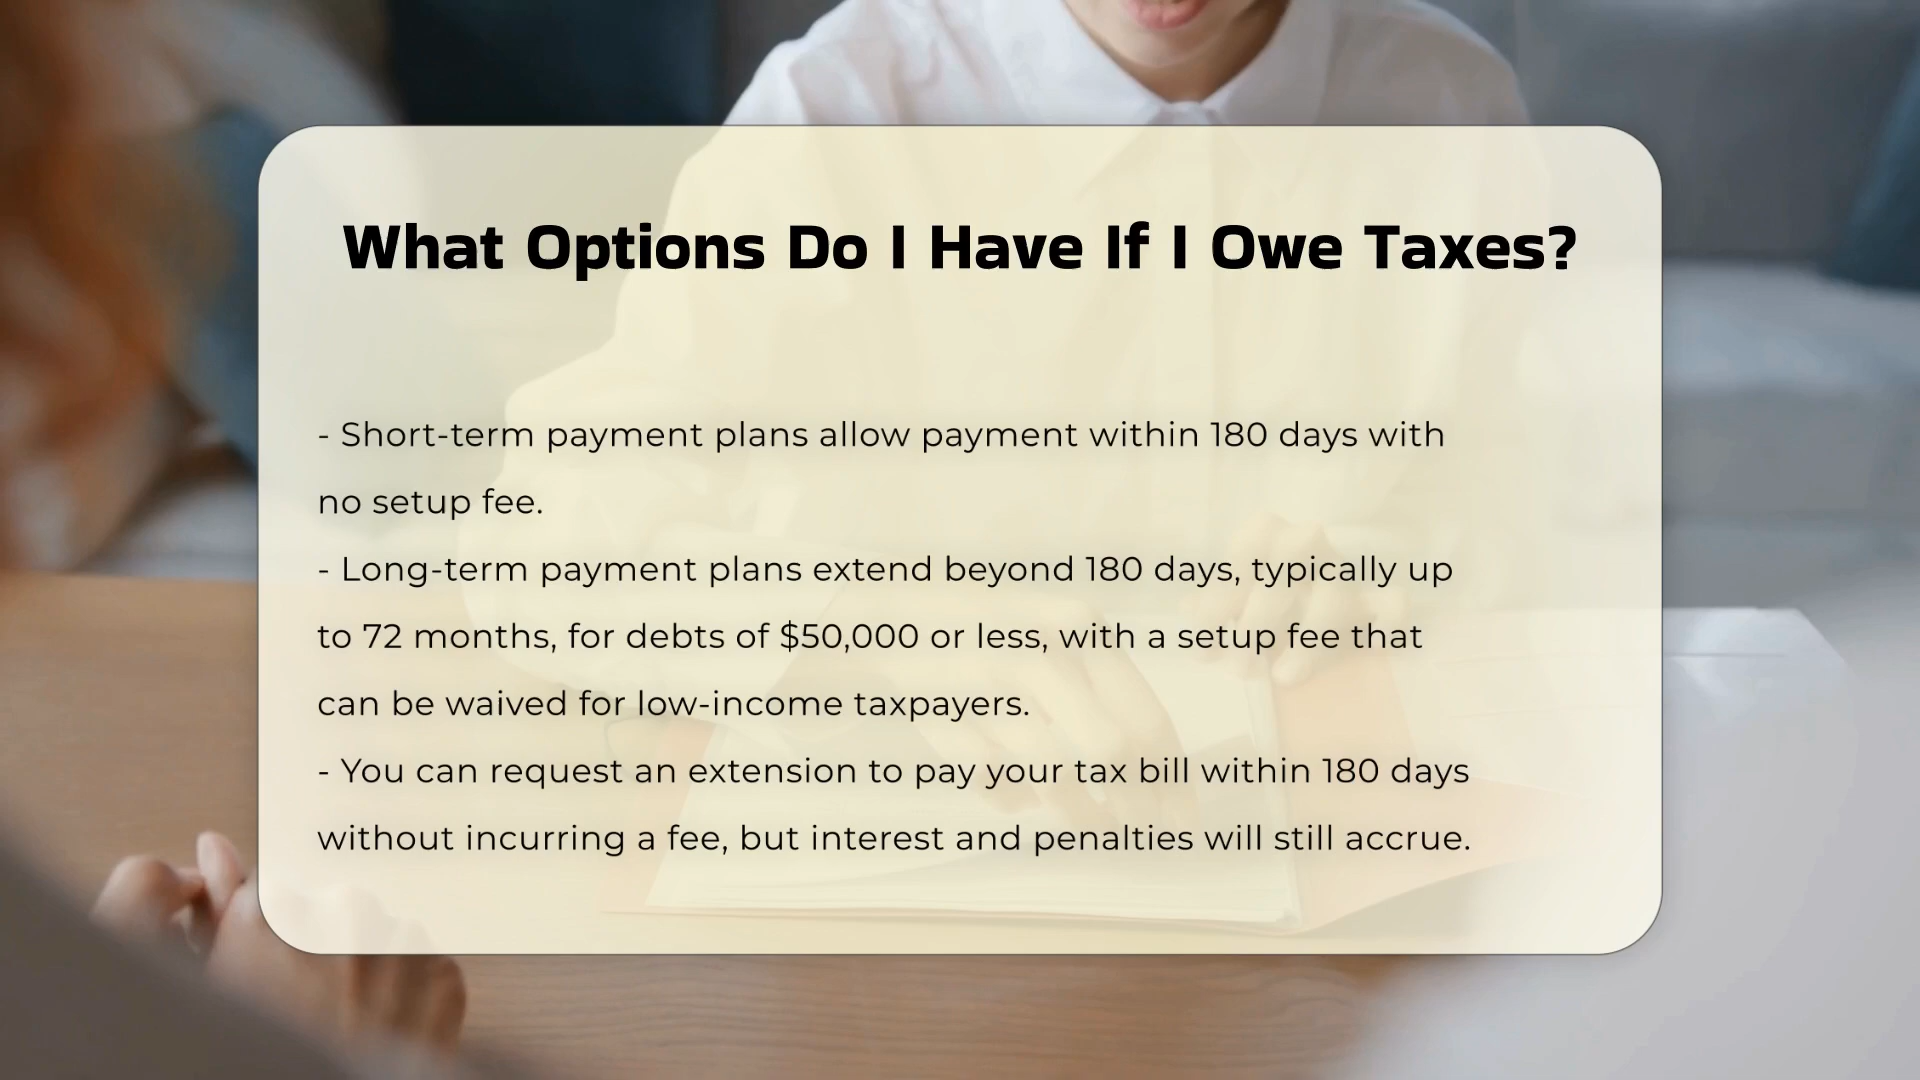 What Options Do I Have If I Owe Taxes?
- Short-term payment plans allow payment within 180 days with
no setup fee.
- Long-term payment plans extend beyond 180 days, typically up
to 72 months, for debts of $50,000 or less, with a setup fee that
can be waived for low-income taxpayers.
- You can request an extension to pay your tax bill within 180 days
without incurring a fee, but interest and penalties will still accrue.